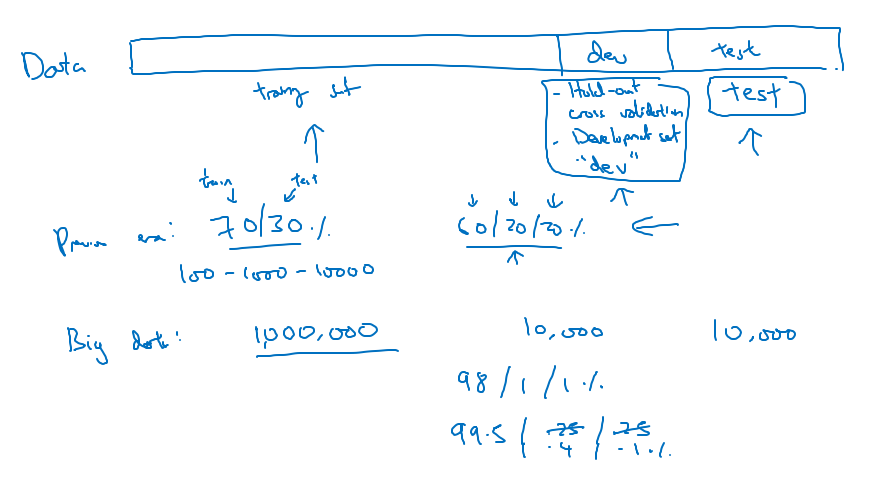 Data
dev
test
training set
- Hold-out
cross validation
- Development set
"dev"
test
train
test
Previous era:
70/30 %
60/20/20 %
100 - 1000 - 10000
Big data:
1,000,000
10,000
10,000
98 / 1 / 1 %
99.5 / .25 / .25
.4 .1 %